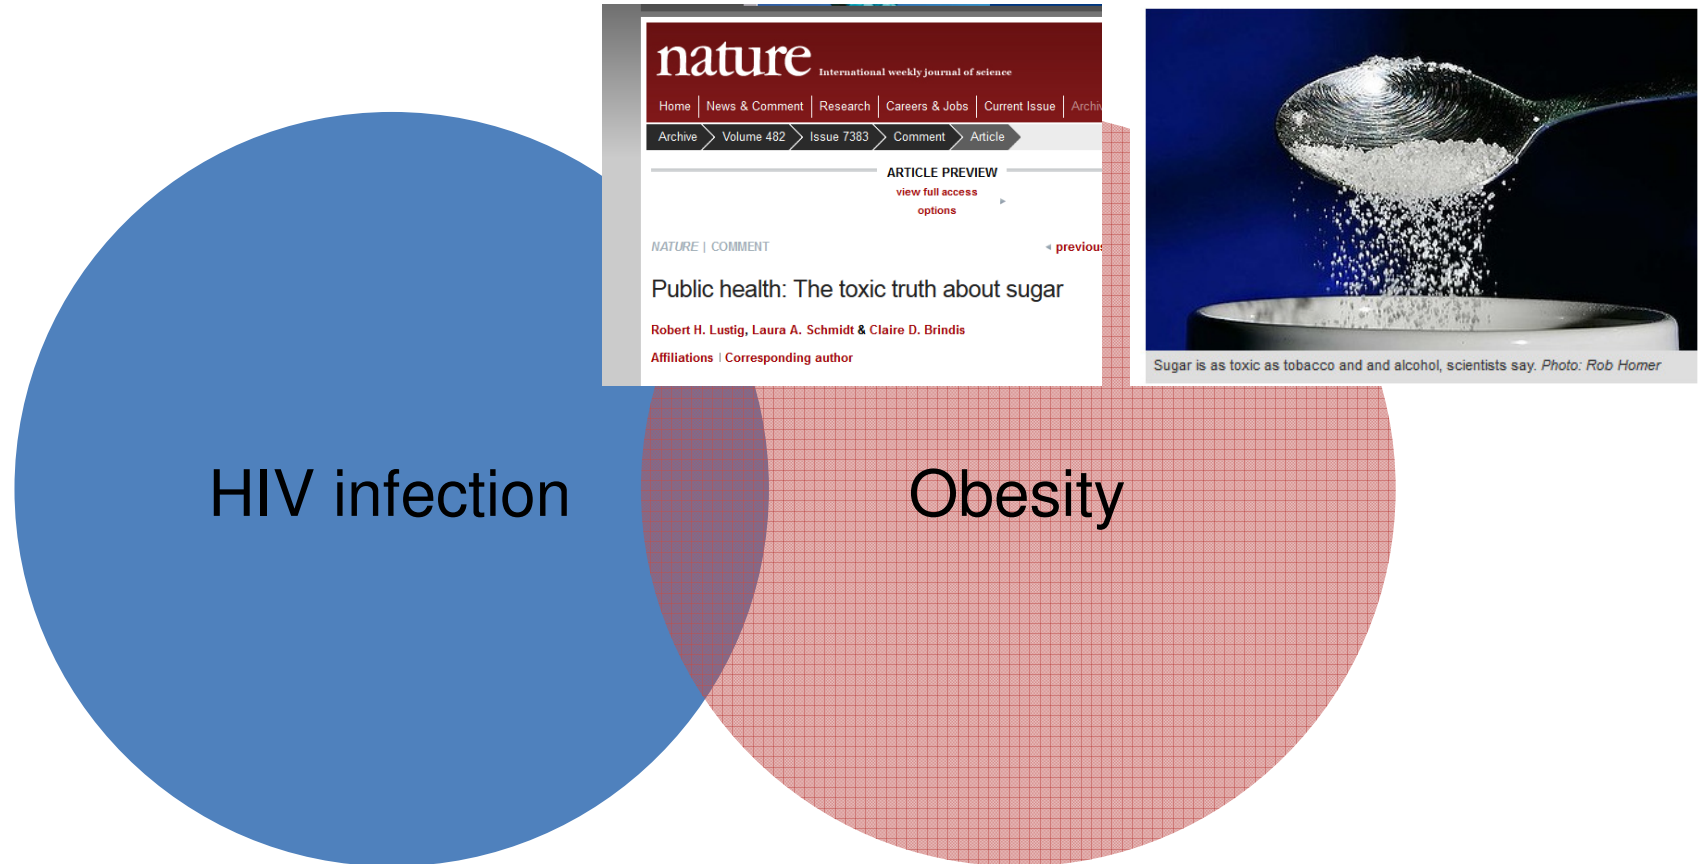 nature International weekly journal of science
Home News & Comment Research Careers & Jobs Current Issue
Archive Volume 482 Issue 7383 Comment Article
ARTICLE PREVIEW
view full access
options
NATURE | COMMENT
previous
Public health: The toxic truth about sugar
Robert H. Lustig, Laura A. Schmidt & Claire D. Brindis
Affiliations | Corresponding author
Sugar is as toxic as tobacco and and alcohol, scientists say. Photo: Rob Homer
HIV infection
Obesity